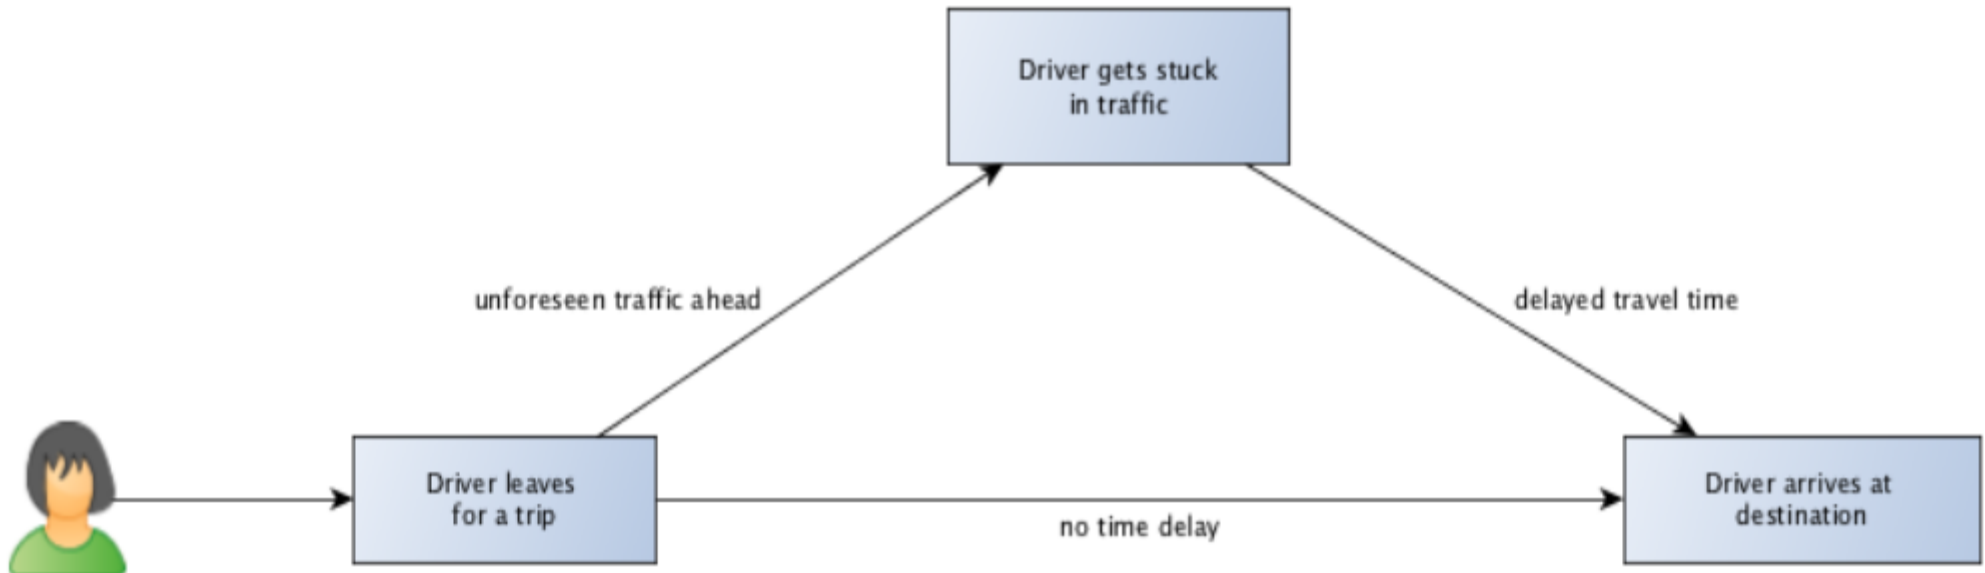 Driver gets stuck
in traffic
unforeseen traffic ahead
delayed travel time
Driver leaves
for a trip
no time delay
Driver arrives at
destination